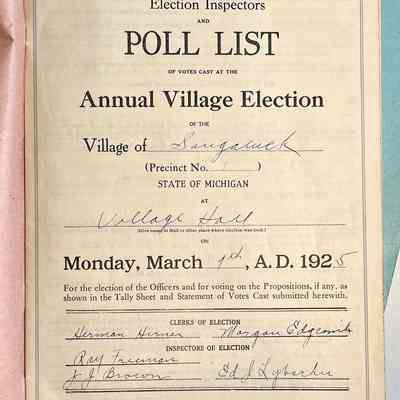 Election Inspectors
AND
POLL LIST
OF VOTES CAST AT THE
Annual Village Election
OF THE
Village of Saugatuck
(Precinct No. )
STATE OF MICHIGAN
AT
Village Hall
ON
Monday, March 9th, A. D. 1925
For the election of the Officers and for voting on the Propositions, if any, as
shown in the Tally Sheet and Statement of Votes Cast submitted herewith.
CLERKS OF ELECTION
Herman Morgan Edgcomb
INSPECTORS OF ELECTION
Ray Freeman
J Brown Ed J